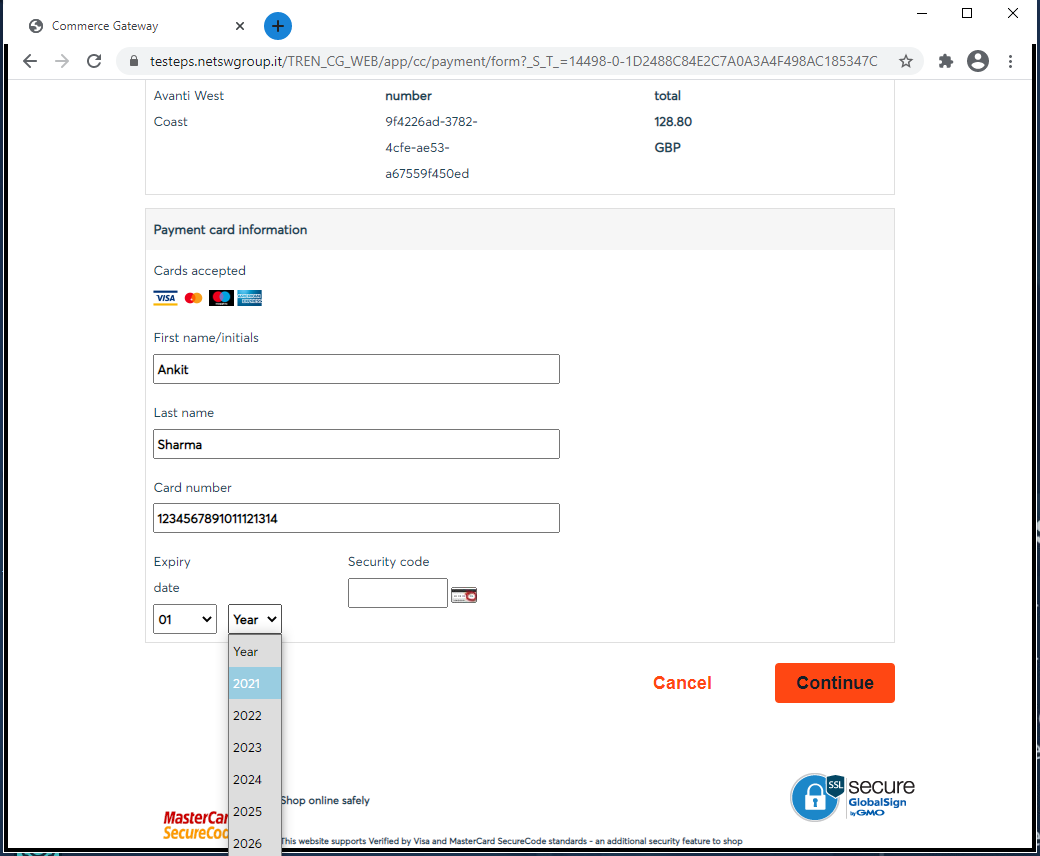 Commerce Gateway
testeps.netswgroup.it/TREN_CG_WEB/app/cc/payment/form?_S_T_=14498-0-1D2488C84E2C7A0A3A4F498AC185347C
Avanti West number total
Coast 9f4226ad-3782- 128.80
4cfe-ae53- GBP
a67559f450ed
Payment card information
Cards accepted
VISA
First name/initials
Ankit
Last name
Sharma
Card number
1234567891011121314
Expiry Security code
date
01 Year
Year
2021
2022
2023
2024
2025
2026
Cancel Continue
Shop online safely
MasterCar
SecureCod
SSL secure
GlobalSign
by GMO
This website supports Verified by Visa and MasterCard SecureCode standards - an additional security feature to shop